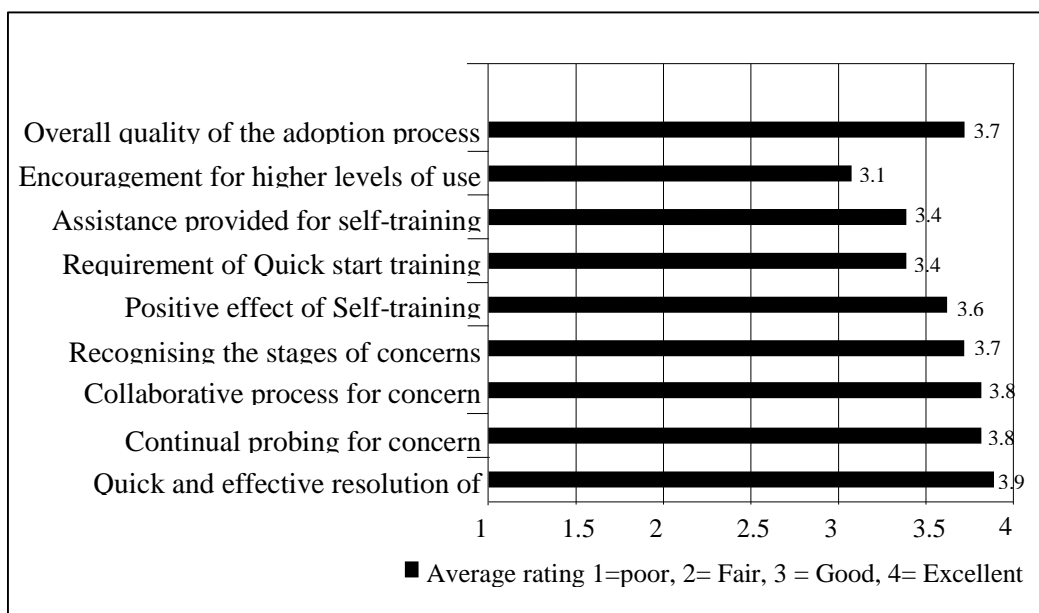 Overall quality of the adoption process 3.7
Encouragement for higher levels of use 3.1
Assistance provided for self-training 3.4
Requirement of Quick start training 3.4
Positive effect of Self-training 3.6
Recognising the stages of concerns 3.7
Collaborative process for concern 3.8
Continual probing for concern 3.8
Quick and effective resolution of 3.9
1 1.5 2 2.5 3 3.5 4
Average rating 1=poor, 2= Fair, 3 = Good, 4= Excellent